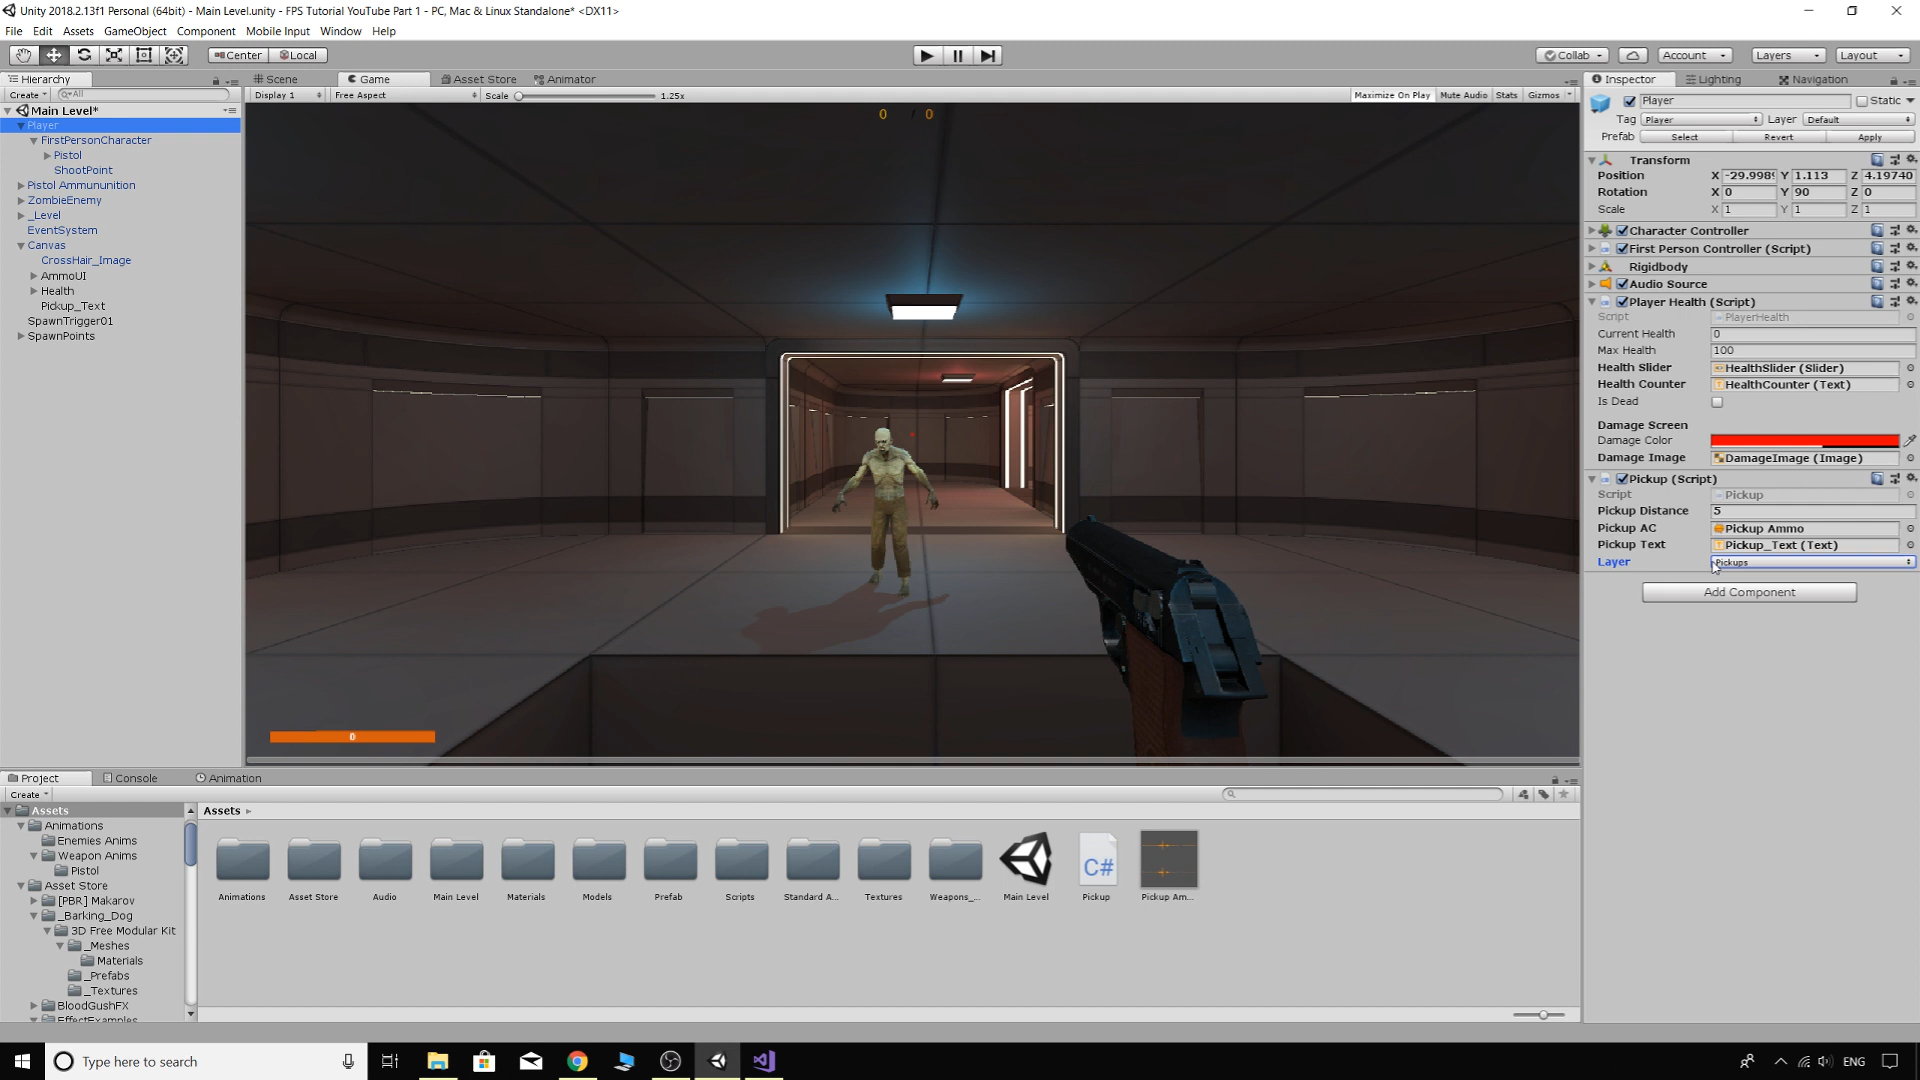 Unity 2018.2.13f1 Personal (64bit) - Main Level.unity - FPS Tutorial YouTube Part 1 - PC, Mac & Linux Standalone* <DX11>
File Edit Assets GameObject Component Mobile Input Window Help
Center Local
Collab Account Layers Layout
Hierarchy
Create All
Main Level*
Player
FirstPersonCharacter
Pistol
ShootPoint
Pistol Ammununition
ZombieEnemy
_Level
EventSystem
Canvas
CrossHair_Image
AmmoUI
Health
Pickup_Text
SpawnTrigger01
SpawnPoints
Scene Game Asset Store Animator
Display 1 Free Aspect Scale 1.25x Maximize On Play Mute Audio Stats Gizmos
0 / 0
0
Inspector Lighting Navigation
Player Static
Tag Player Layer Default
Prefab Select Revert Apply
Transform
Position X -29.998 Y 1.113 Z 4.19740
Rotation X 0 Y 90 Z 0
Scale X 1 Y 1 Z 1
Character Controller
First Person Controller (Script)
Rigidbody
Audio Source
Player Health (Script)
Script PlayerHealth
Current Health 0
Max Health 100
Health Slider HealthSlider (Slider)
Health Counter HealthCounter (Text)
Is Dead
Damage Screen
Damage Color
Damage Image DamageImage (Image)
Pickup (Script)
Script Pickup
Pickup Distance 5
Pickup AC Pickup Ammo
Pickup Text Pickup_Text (Text)
Layer Pickups
Add Component
Project Console Animation
Create
Assets
Animations
Enemies Anims
Weapon Anims
Pistol
Asset Store
[PBR] Makarov
_Barking_Dog
3D Free Modular Kit
_Meshes
Materials
_Prefabs
_Textures
BloodGushFX
EffectExamples
Assets
C#
Animations Asset Store Audio Main Level Materials Models Prefab Scripts Standard A... Textures Weapons_... Main Level Pickup Pickup Am...
Type here to search
ENG